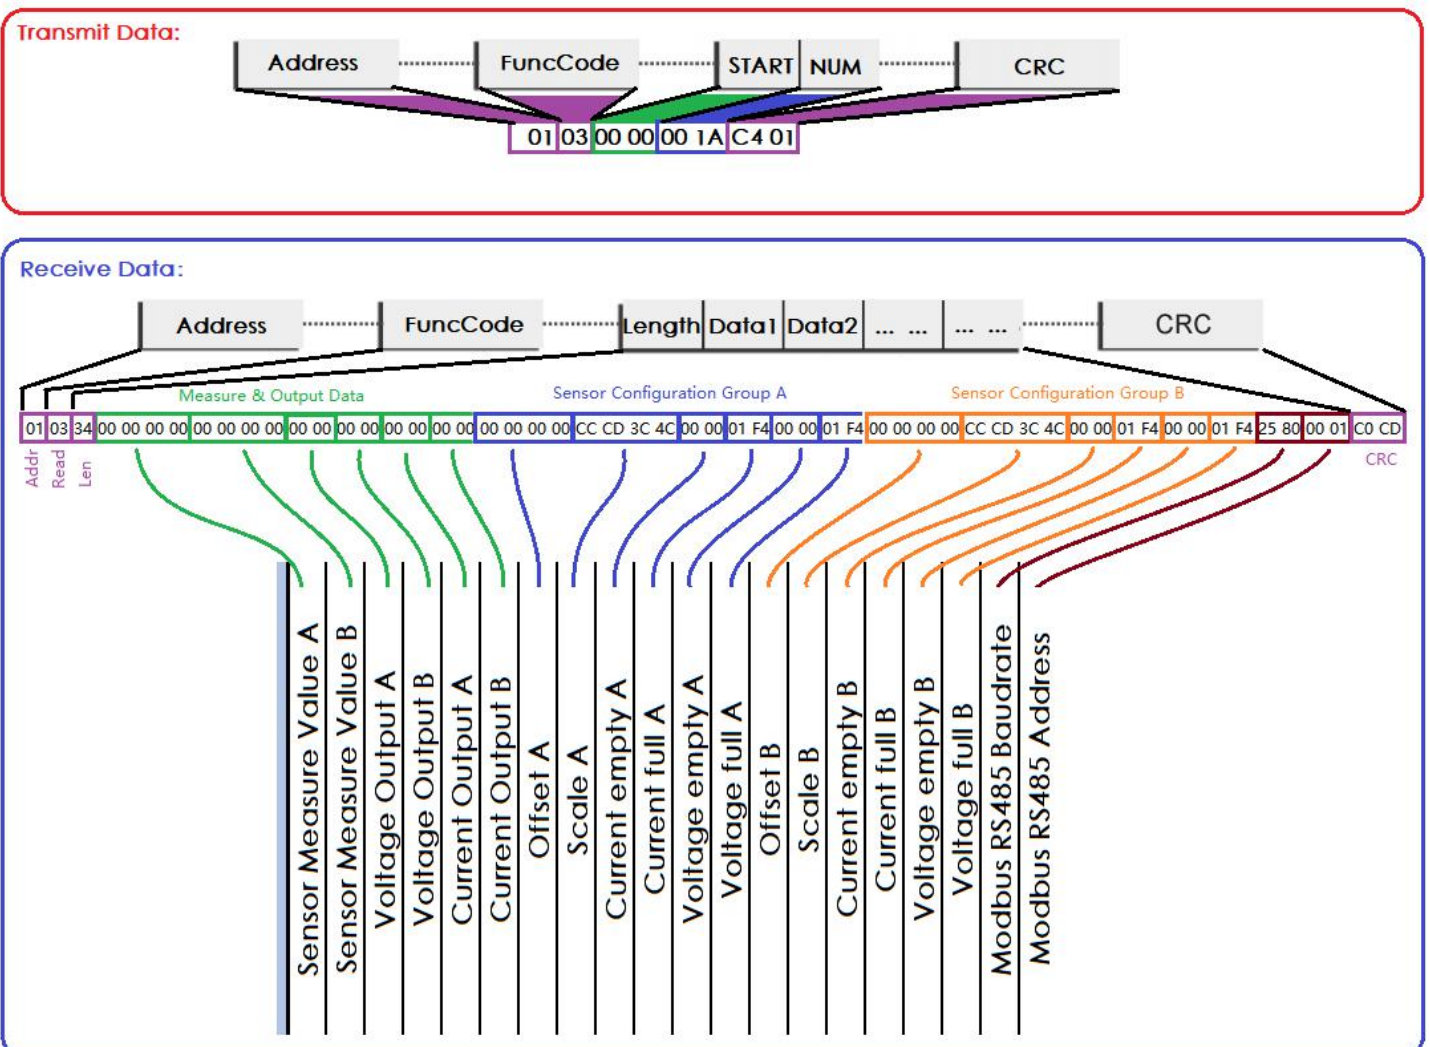 Transmit Data:
Address FuncCode START NUM CRC
01 03 00 00 00 1A C4 01
Receive Data:
Address FuncCode Length Data1 Data2 ... ... ... ... CRC
Measure & Output Data Sensor Configuration Group A Sensor Configuration Group B
01 03 34 00 00 00 00 00 00 00 00 00 00 00 00 00 00 00 00 00 00 00 00 CC CD 3C 4C 00 00 01 F4 00 00 01 F4 00 00 00 00 CC CD 3C 4C 00 00 01 F4 00 00 01 F4 25 80 00 01 C0 CD
Addr
Read
Len
CRC
Sensor Measure Value A
Sensor Measure Value B
Voltage Output A
Voltage Output B
Current Output A
Current Output B
Offset A
Scale A
Current empty A
Current full A
Voltage empty A
Voltage full A
Offset B
Scale B
Current empty B
Current full B
Voltage empty B
Voltage full B
Modbus RS485 Baudrate
Modbus RS485 Address